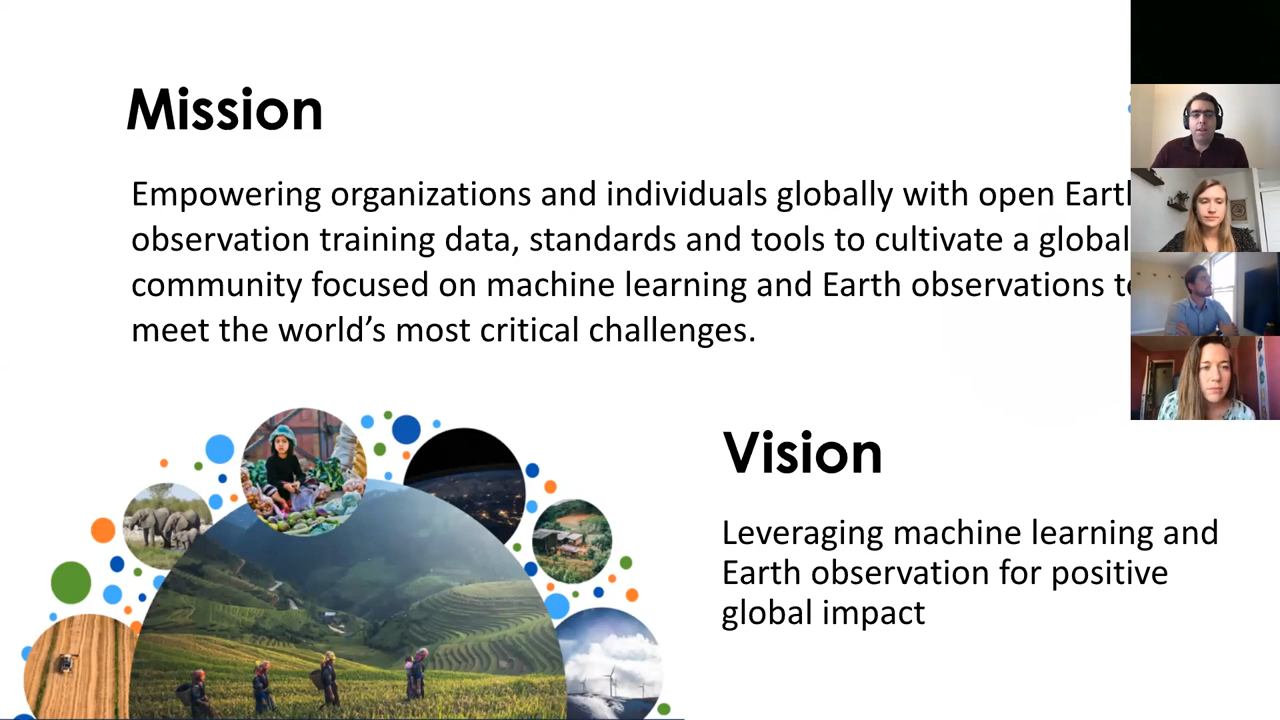 Mission
Empowering organizations and individuals globally with open Earth
observation training data, standards and tools to cultivate a global
community focused on machine learning and Earth observations to
meet the world's most critical challenges.
Vision
Leveraging machine learning and
Earth observation for positive
global impact